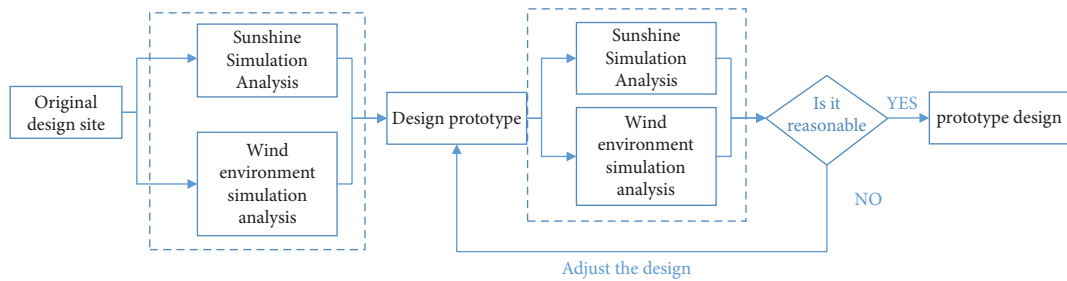 Original
design site
Sunshine
Simulation
Analysis
Wind
environment
simulation
analysis
Design prototype
Sunshine
Simulation
Analysis
Wind
environment
simulation
analysis
Is it
reasonable
YES
prototype design
NO
Adjust the design